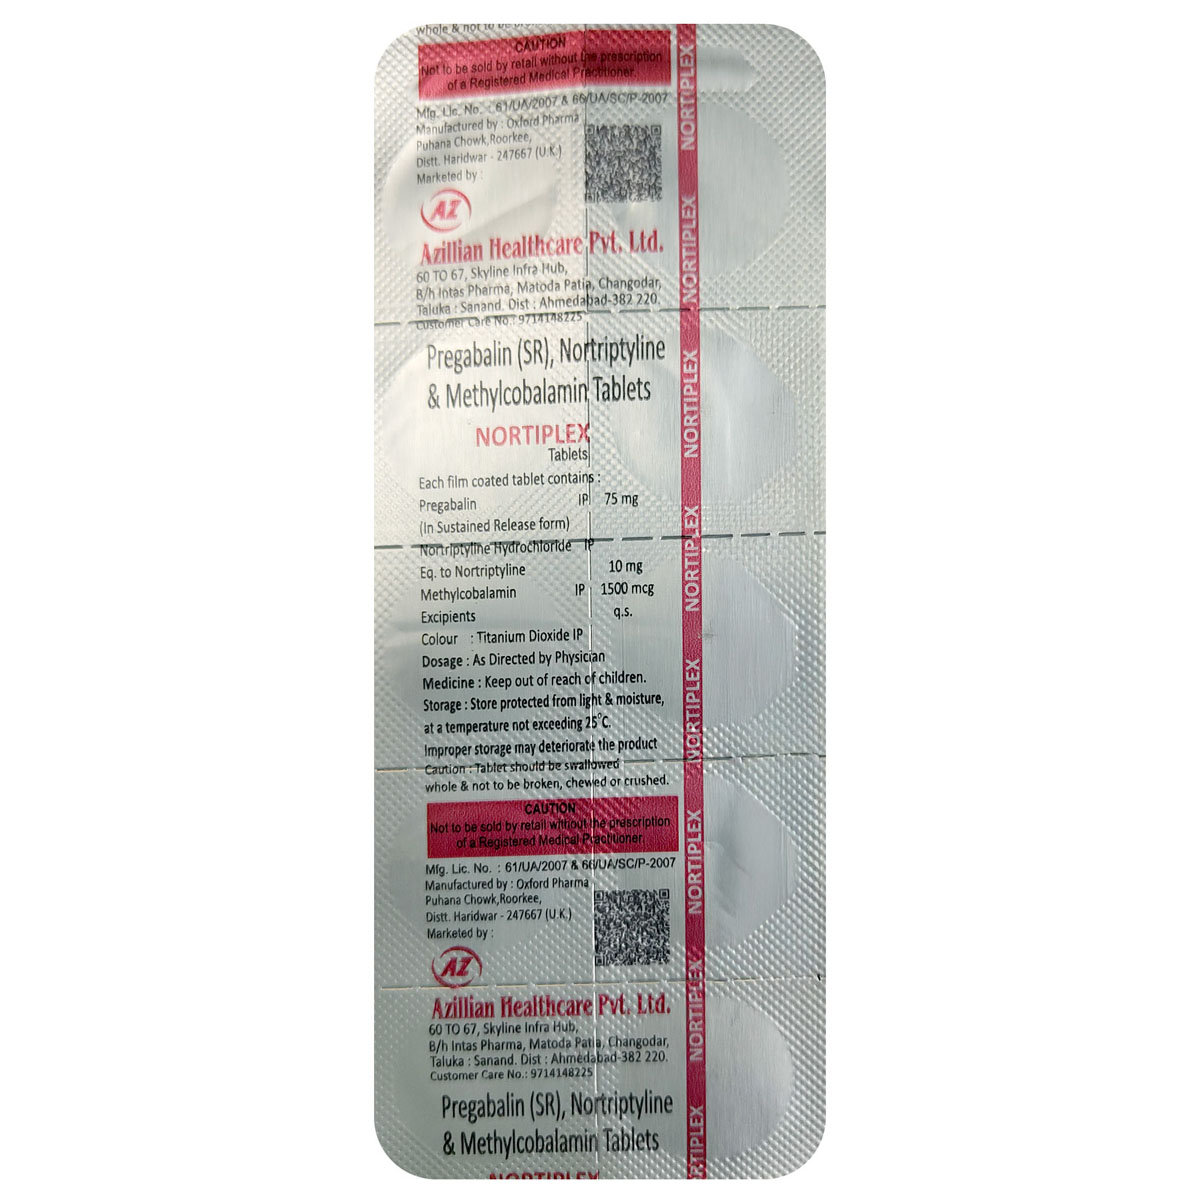 whole & not to be
CAUTION
Not to be sold by retail without the prescription
of a Registered Medical Practitioner.
Mfg. Lic. No. : 61/UA/2007 & 66/UA/SC/P-2007
Manufactured by : Oxford Pharma
Puhana Chowk,Roorkee,
Distt. Haridwar - 247667 (U.K.)
Marketed by :
AZ
Azillian Healthcare Pvt. Ltd.
60 TO 67, Skyline Infra Hub,
B/h Intas Pharma, Matoda Patia, Changodar,
Taluka : Sanand. Dist : Ahmedabad-382 220.
Customer Care No.: 9714148225
Pregabalin (SR), Nortriptyline
& Methylcobalamin Tablets
NORTIPLEX
Tablets
Each film coated tablet contains :
Pregabalin IP 75 mg
(In Sustained Release form)
Nortriptyline Hydrochloride IP
Eq. to Nortriptyline 10 mg
Methylcobalamin IP 1500 mcg
Excipients q.s.
Colour : Titanium Dioxide IP
Dosage : As Directed by Physician
Medicine : Keep out of reach of children.
Storage : Store protected from light & moisture,
at a temperature not exceeding 25°C.
Improper storage may deteriorate the product
Caution : Tablet should be swallowed
whole & not to be broken, chewed or crushed.
CAUTION
Not to be sold by retail without the prescription
of a Registered Medical Practitioner.
Mfg. Lic. No. : 61/UA/2007 & 66/UA/SC/P-2007
Manufactured by : Oxford Pharma
Puhana Chowk,Roorkee,
Distt. Haridwar - 247667 (U.K.)
Marketed by :
AZ
Azillian Healthcare Pvt. Ltd.
60 TO 67, Skyline Infra Hub,
B/h Intas Pharma, Matoda Patia, Changodar,
Taluka : Sanand. Dist : Ahmedabad-382 220.
Customer Care No.: 9714148225
Pregabalin (SR), Nortriptyline
& Methylcobalamin Tablets
NORTIPLEX
NORTIPLEX
NORTIPLEX
NORTIPLEX
NORTIPLEX
NORTIPLEX
NORTIPLEX
NORTIPLEX
RTIPLEX